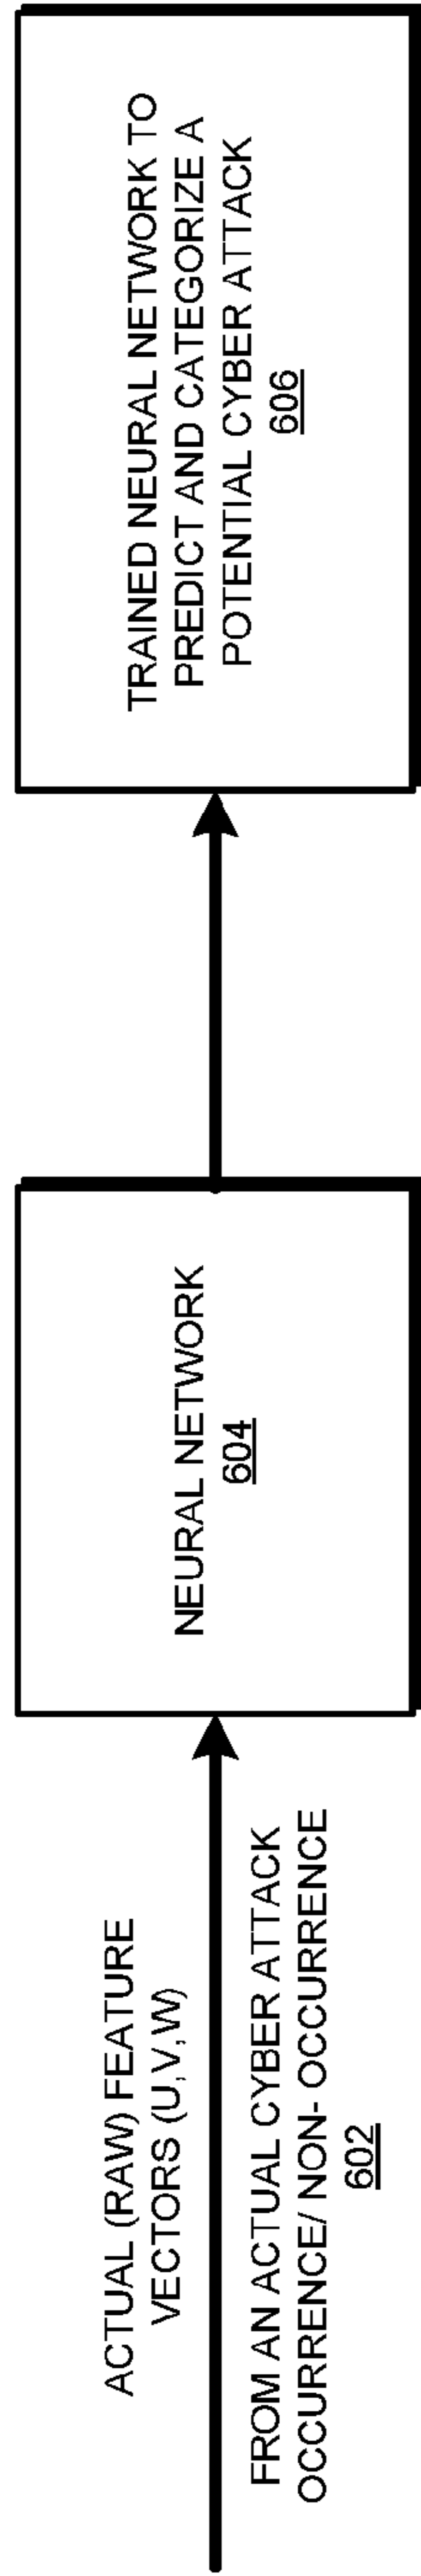 ACTUAL (RAW) FEATURE
VECTORS (U,V,W)
FROM AN ACTUAL CYBER ATTACK
OCCURRENCE/ NON- OCCURRENCE
602
NEURAL NETWORK
604
TRAINED NEURAL NETWORK TO
PREDICT AND CATEGORIZE A
POTENTIAL CYBER ATTACK
606